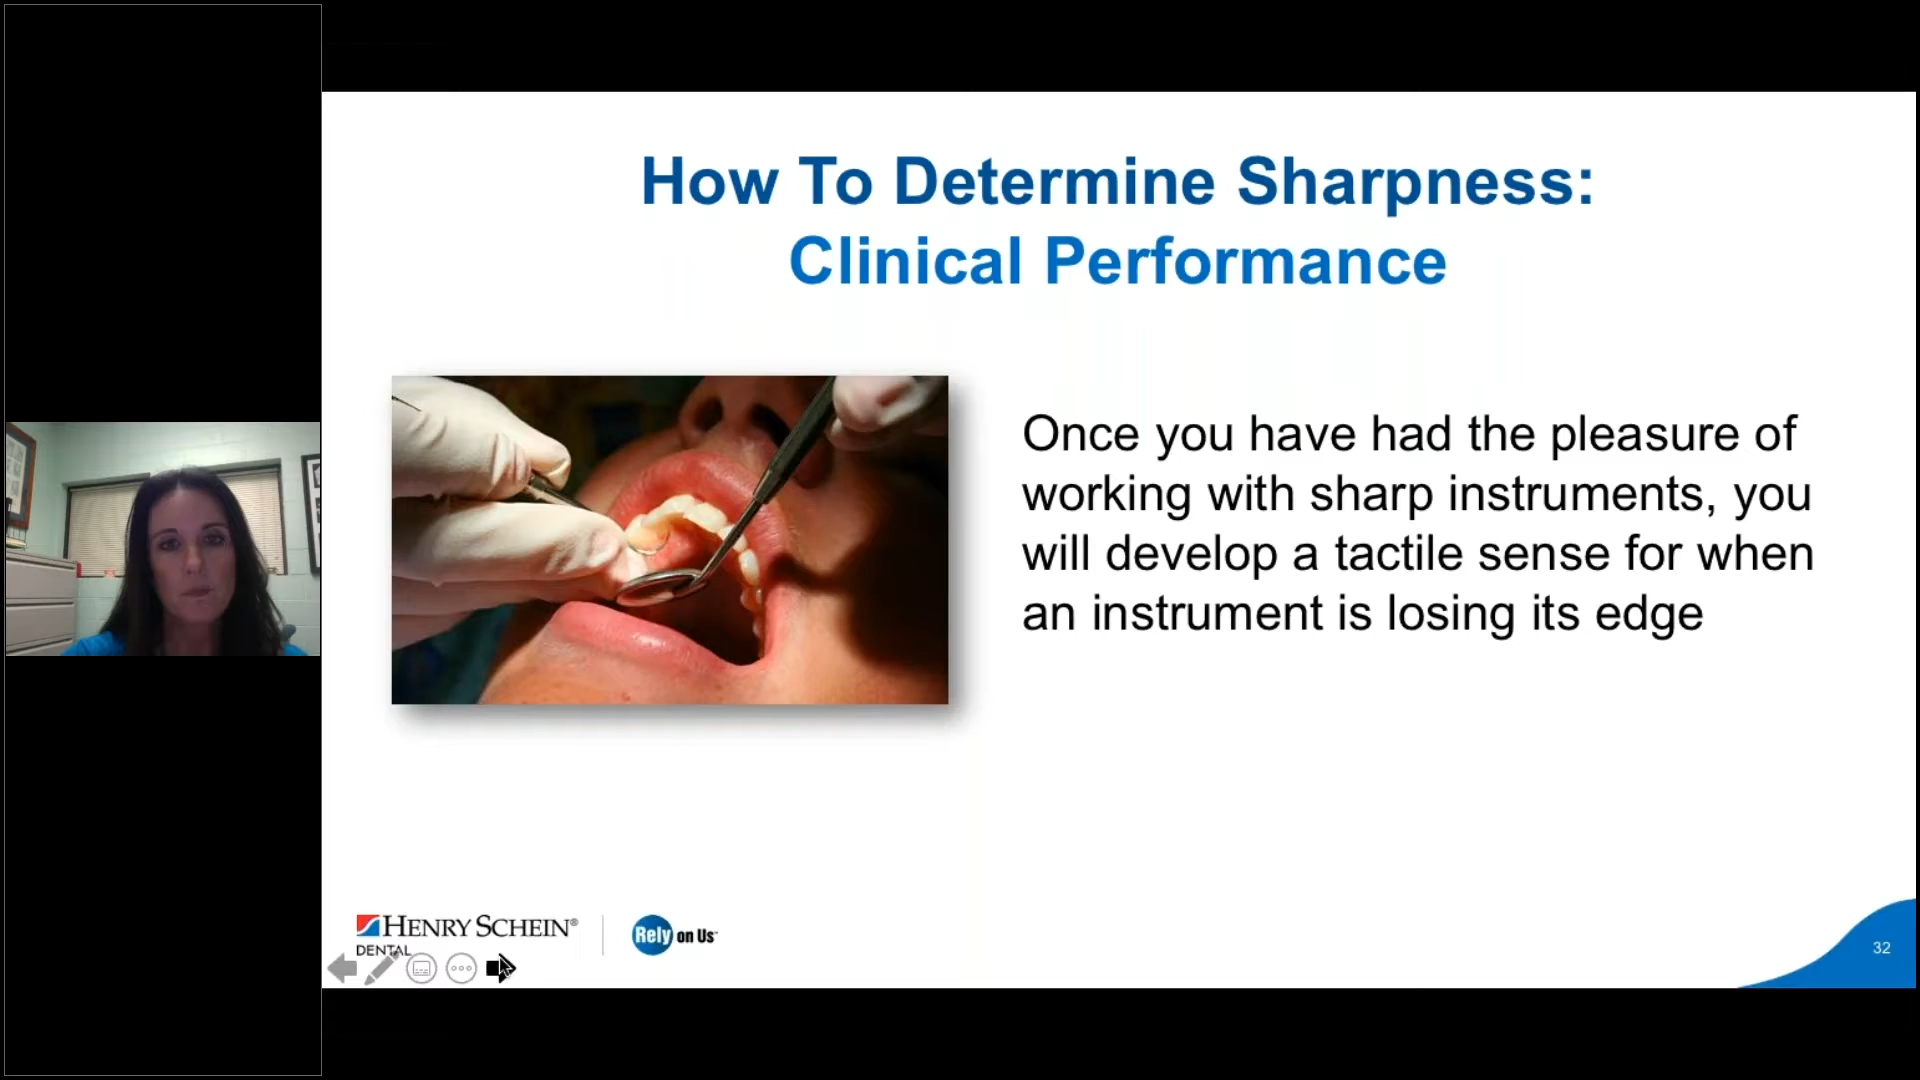 How To Determine Sharpness:
Clinical Performance
Once you have had the pleasure of
working with sharp instruments, you
will develop a tactile sense for when
an instrument is losing its edge
HENRY SCHEIN®
DENTAL
Rely on Us™
32